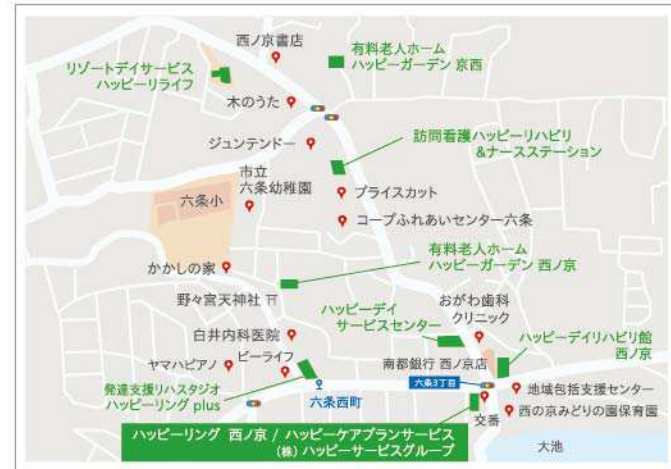 西ノ京書店
有料老人ホーム
ハッピーガーデン 京西
リゾートデイサービス
ハッピーリライフ
木のうた
ジュンテンドー
訪問看護ハッピーリハビリ
&ナースステーション
市立
六条幼稚園
六条小
プライスカット
コープふれあいセンター六条
かかしの家
有料老人ホーム
ハッピーガーデン 西ノ京
野々宮天神社
ハッピーデイ
サービスセンター
おがわ歯科
クリニック
白井内科医院
ハッピーデイリハビリ館
西ノ京
ヤマハピアノ
ビーライフ
南都銀行 西ノ京店
発達支援リハスタジオ
ハッピーリング plus
六条西町
六条3丁目
地域包括支援センター
西の京みどりの園保育園
交番
ハッピーリング 西ノ京 / ハッピーケアプランサービス
(株) ハッピーサービスグループ
大池